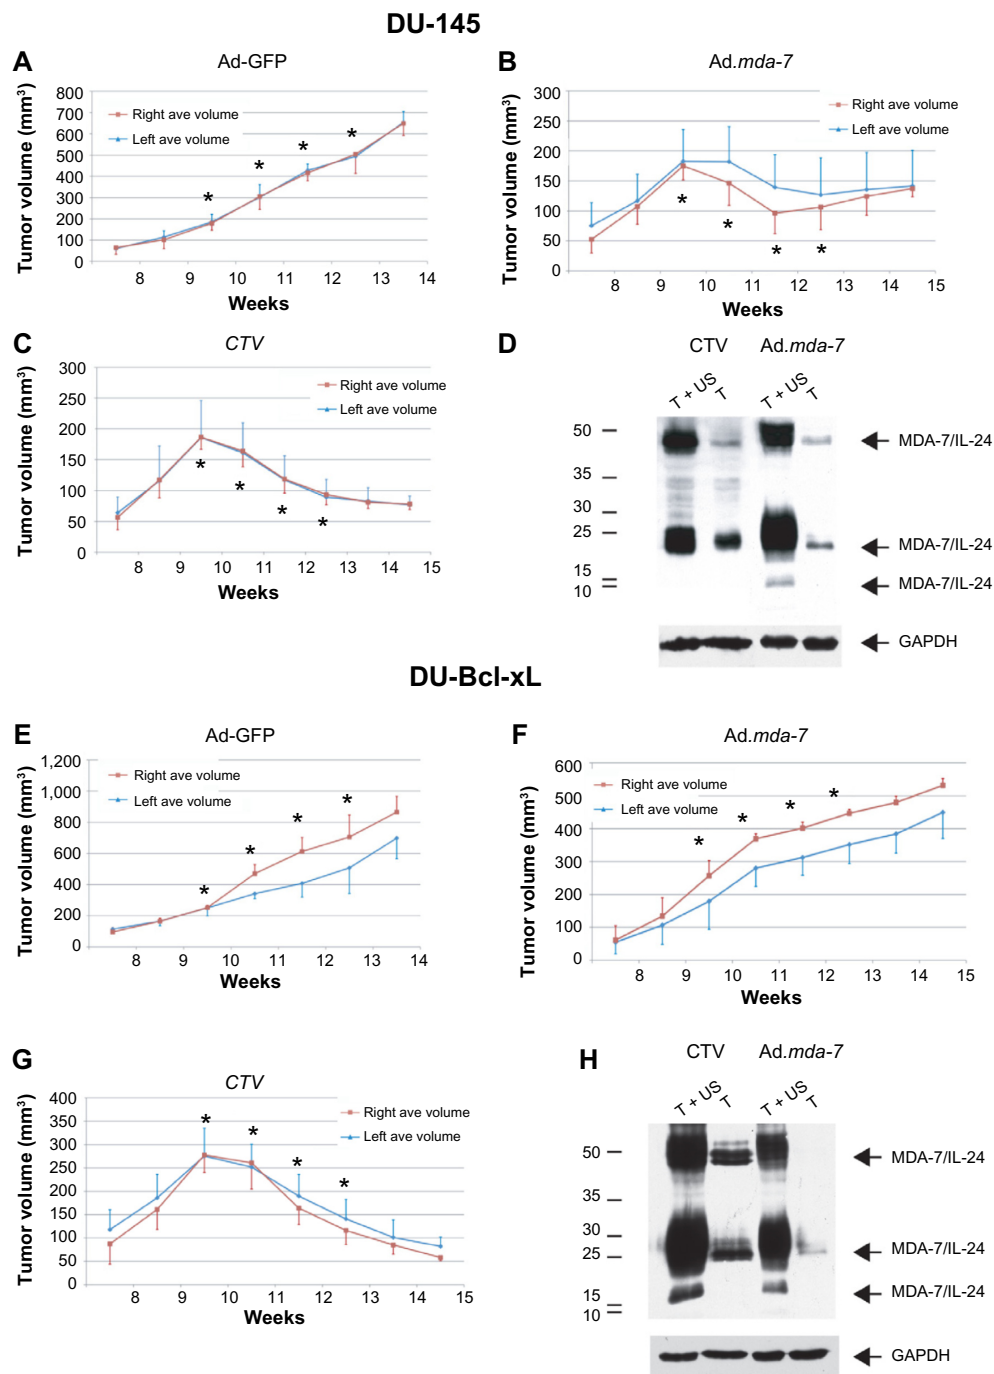 DU-145
A
Ad-GFP
Tumor volume (mm³)
800
700
600
500
400
300
200
100
0
Right ave volume
Left ave volume
*
*
*
*
8 9 10 11 12 13 14
Weeks
B
Ad.mda-7
Tumor volume (mm³)
300
250
200
150
100
50
0
Right ave volume
Left ave volume
*
*
*
*
8 9 10 11 12 13 14 15
Weeks
C
CTV
Tumor volume (mm³)
300
250
200
150
100
50
0
Right ave volume
Left ave volume
*
*
*
*
8 9 10 11 12 13 14 15
Weeks
D
CTV Ad.mda-7
T + US T T + US T
50
35
30
25
15
10
MDA-7/IL-24
MDA-7/IL-24
MDA-7/IL-24
GAPDH
DU-Bcl-xL
E
Ad-GFP
Tumor volume (mm³)
1,200
1,000
800
600
400
200
0
Right ave volume
Left ave volume
*
*
*
*
8 9 10 11 12 13 14
Weeks
F
Ad.mda-7
Tumor volume (mm³)
600
500
400
300
200
100
0
Right ave volume
Left ave volume
*
*
*
*
8 9 10 11 12 13 14 15
Weeks
G
CTV
Tumor volume (mm³)
400
350
300
250
200
150
100
50
0
Right ave volume
Left ave volume
*
*
*
*
8 9 10 11 12 13 14 15
Weeks
H
CTV Ad.mda-7
T + US T T + US T
50
35
30
25
15
10
MDA-7/IL-24
MDA-7/IL-24
MDA-7/IL-24
GAPDH